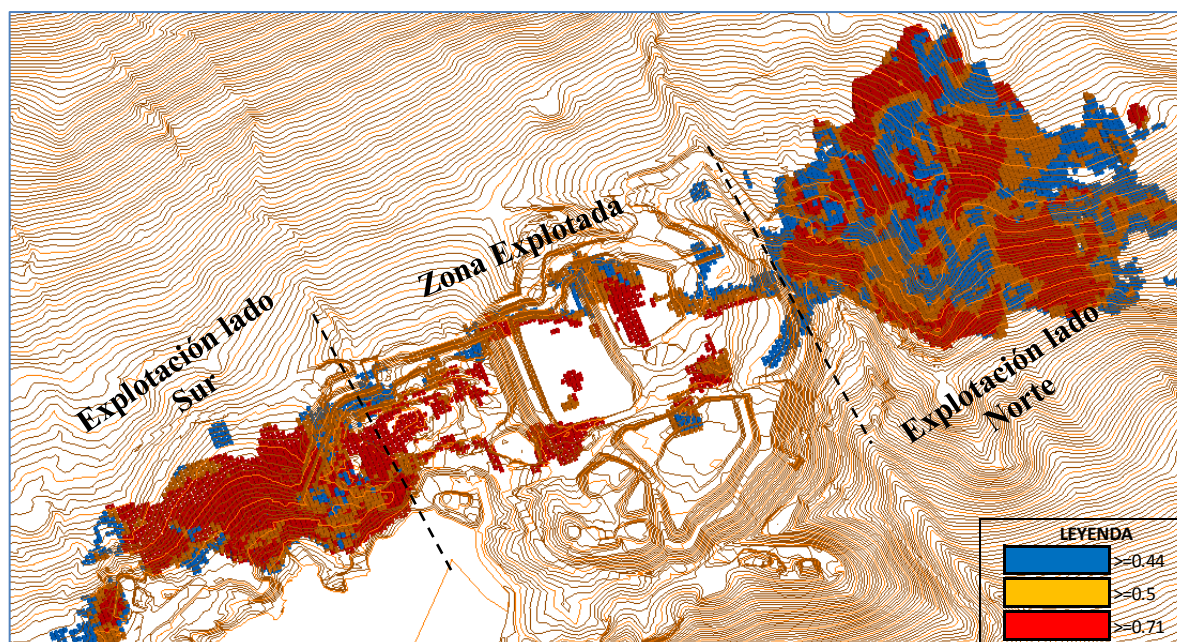 Zona Explotada
Explotación lado
Sur
Explotación lado
Norte
LEYENDA
>=0.44
>=0.5
>=0.71